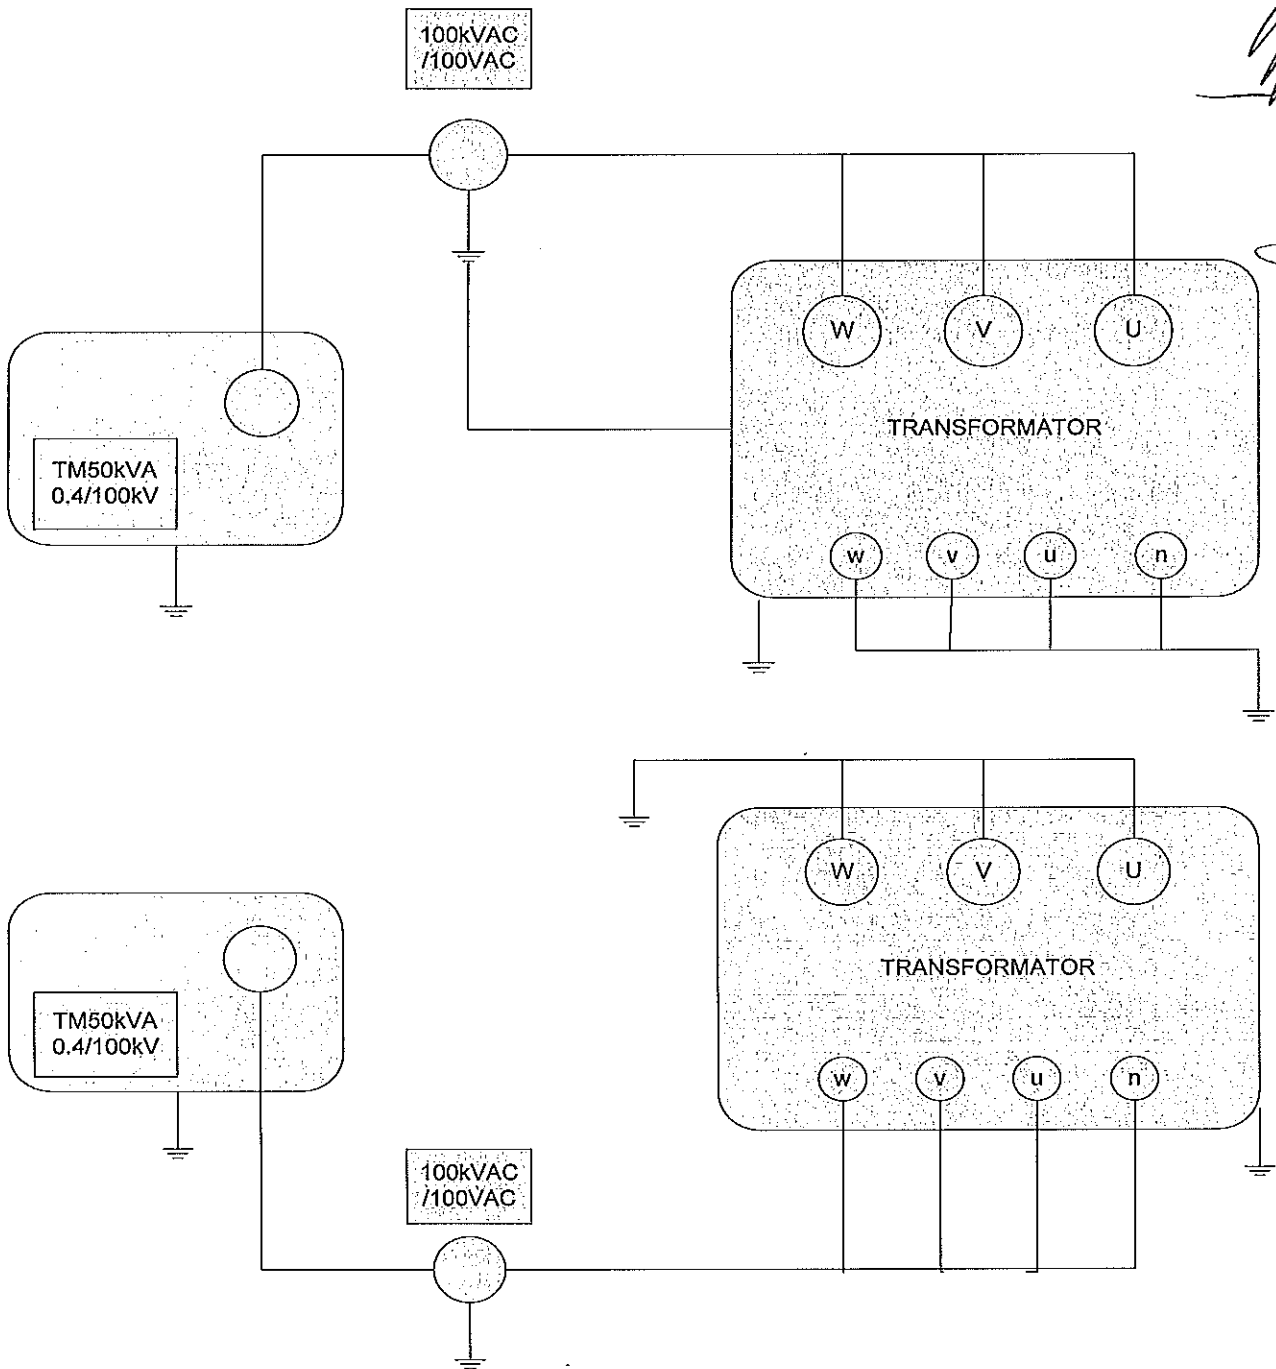 100kVAC
/100VAC
W V U
TRANSFORMATOR
TM50kVA
0.4/100kV
w v u n
W V U
TRANSFORMATOR
TM50kVA
0.4/100kV
w v u n
100kVAC
/100VAC